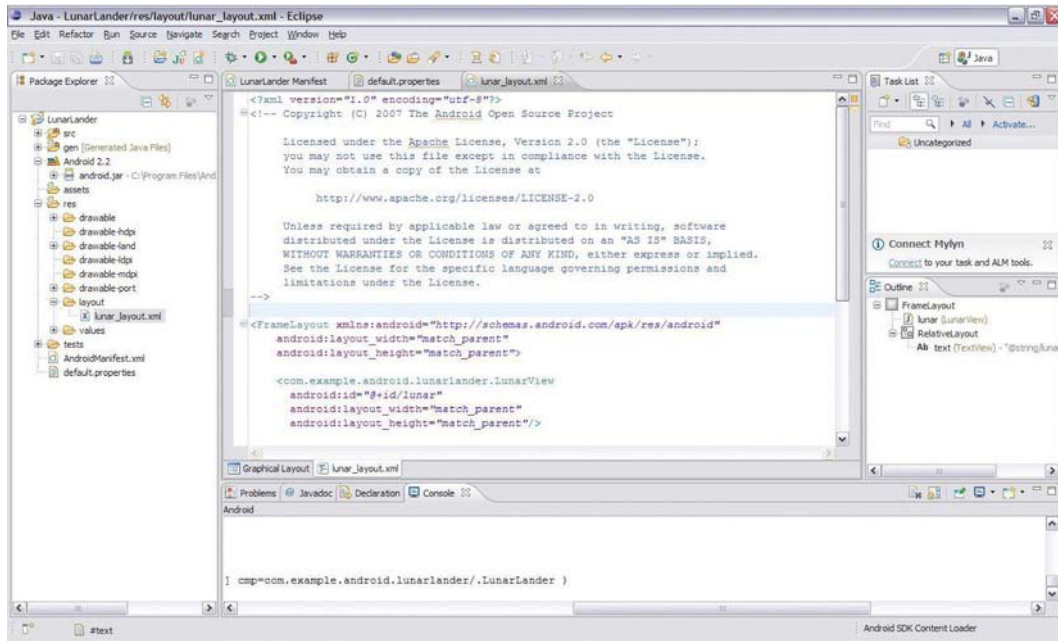 Java - LunarLander/res/layout/lunar_layout.xml - Eclipse
File Edit Refactor Run Source Navigate Search Project Window Help
Java
Package Explorer
LunarLander
src
gen [Generated Java Files]
Android 2.2
android.jar - C:\Program Files\And
assets
res
drawable
drawable-hdpi
drawable-land
drawable-ldpi
drawable-mdpi
drawable-port
layout
lunar_layout.xml
values
tests
AndroidManifest.xml
default.properties
LunarLander Manifest
default.properties
lunar_layout.xml
<?xml version="1.0" encoding="utf-8"?>
<!-- Copyright (C) 2007 The Android Open Source Project
Licensed under the Apache License, Version 2.0 (the "License");
you may not use this file except in compliance with the License.
You may obtain a copy of the License at
http://www.apache.org/licenses/LICENSE-2.0
Unless required by applicable law or agreed to in writing, software
distributed under the License is distributed on an "AS IS" BASIS,
WITHOUT WARRANTIES OR CONDITIONS OF ANY KIND, either express or implied.
See the License for the specific language governing permissions and
limitations under the License.
-->
<FrameLayout xmlns:android="http://schemas.android.com/apk/res/android"
android:layout_width="match_parent"
android:layout_height="match_parent">
<com.example.android.lunarlander.LunarView
android:id="@+id/lunar"
android:layout_width="match_parent"
android:layout_height="match_parent"/>
Graphical Layout
lunar_layout.xml
Task List
Find
All
Activate...
Uncategorized
Connect Mylyn
Connect to your task and ALM tools.
Outline
FrameLayout
lunar (LunarView)
RelativeLayout
Ab text (TextView) - "@string/luna
Problems
@ Javadoc
Declaration
Console
Android
] cmp=com.example.android.lunarlander/.LunarLander }
#text
Android SDK Content Loader